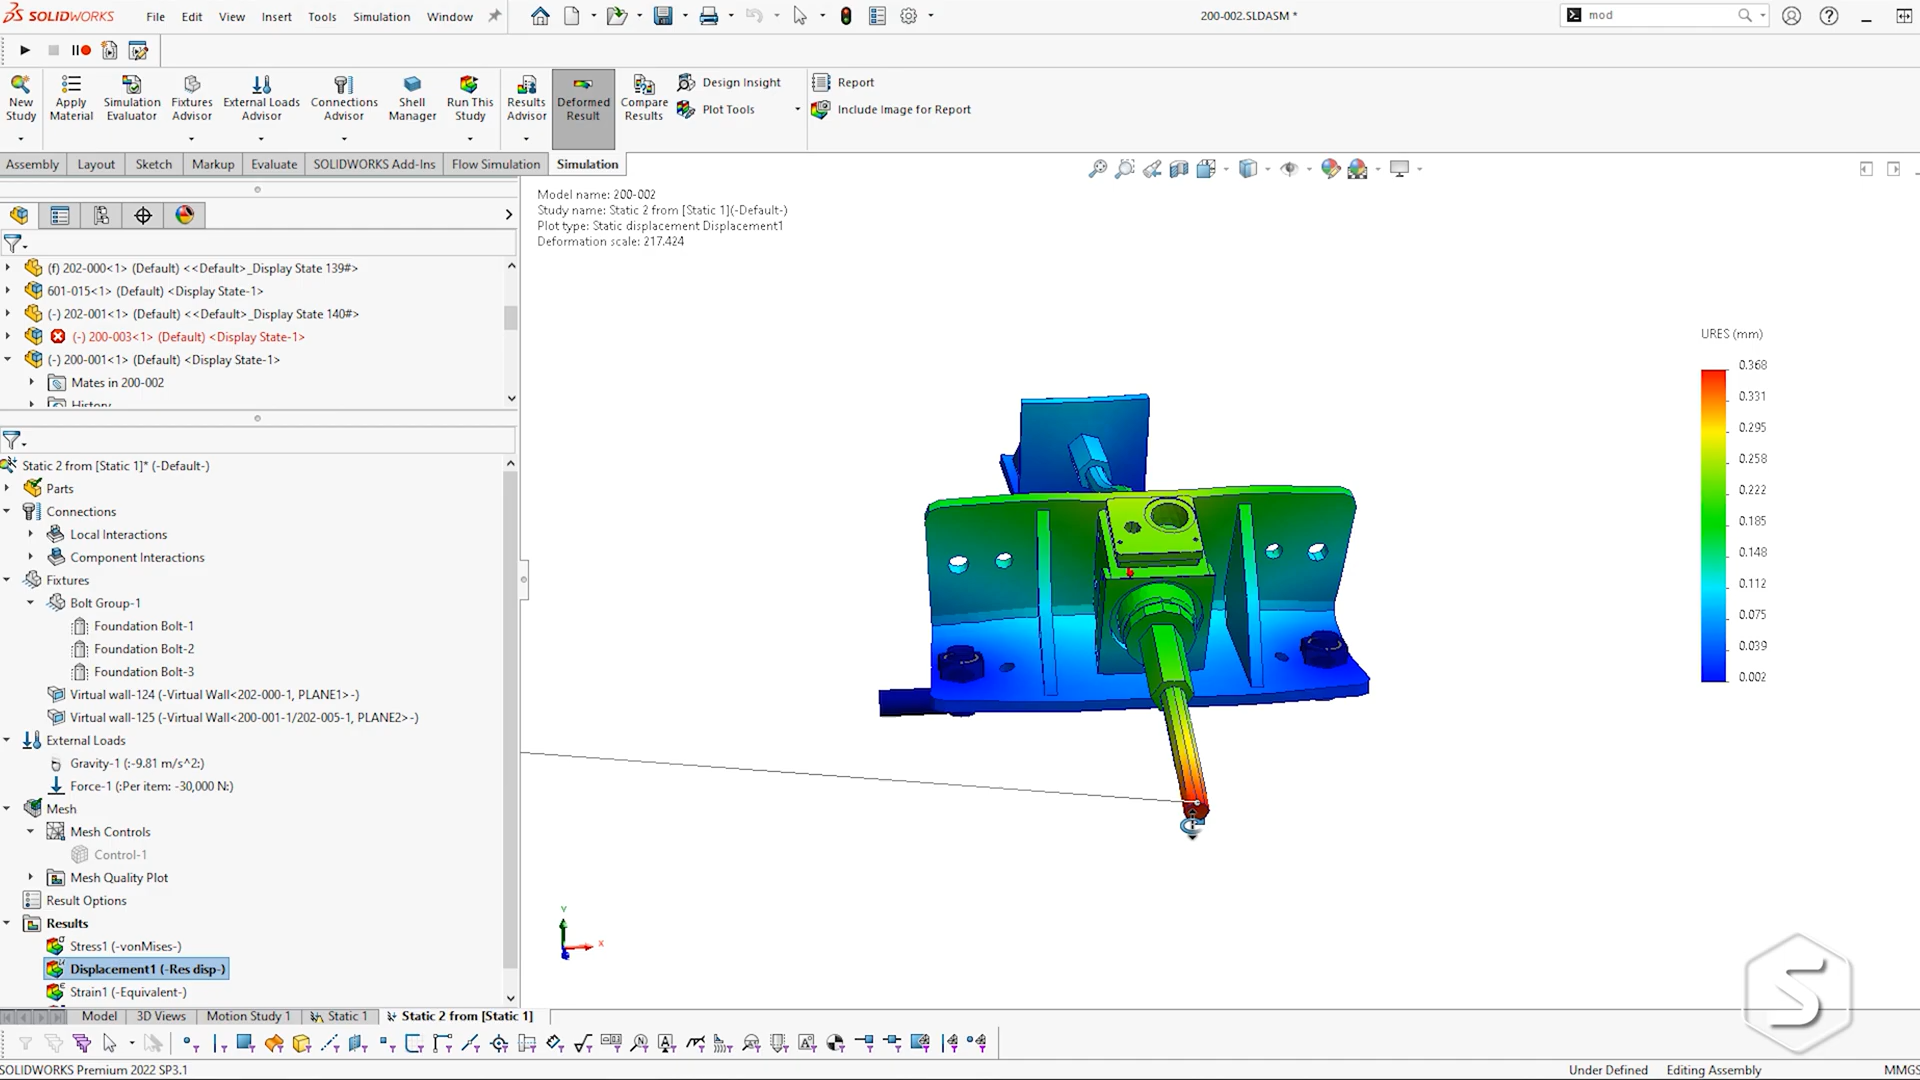 SOLIDWORKS File Edit View Insert Tools Simulation Window
200-002.SLDASM *
mod
New Study
Apply Material
Simulation Evaluator
Fixtures Advisor
External Loads Advisor
Connections Advisor
Shell Manager
Run This Study
Results Advisor
Deformed Result
Compare Results
Design Insight
Plot Tools
Report
Include Image for Report
Assembly Layout Sketch Markup Evaluate SOLIDWORKS Add-Ins Flow Simulation Simulation
Model name: 200-002
Study name: Static 2 from [Static 1](-Default-)
Plot type: Static displacement Displacement1
Deformation scale: 217.424
(f) 202-000<1> (Default) <<Default>_Display State 139#>
601-015<1> (Default) <Display State-1>
(-) 202-001<1> (Default) <<Default>_Display State 140#>
(-) 200-003<1> (Default) <Display State-1>
(-) 200-001<1> (Default) <Display State-1>
Mates in 200-002
History
Static 2 from [Static 1]* (-Default-)
Parts
Connections
Local Interactions
Component Interactions
Fixtures
Bolt Group-1
Foundation Bolt-1
Foundation Bolt-2
Foundation Bolt-3
Virtual wall-124 (-Virtual Wall<202-000-1, PLANE1>-)
Virtual wall-125 (-Virtual Wall<200-001-1/202-005-1, PLANE2>-)
External Loads
Gravity-1 (:-9.81 m/s^2:)
Force-1 (:Per item: -30,000 N:)
Mesh
Mesh Controls
Control-1
Mesh Quality Plot
Result Options
Results
Stress1 (-vonMises-)
Displacement1 (-Res disp-)
Strain1 (-Equivalent-)
URES (mm)
0.368
0.331
0.295
0.258
0.222
0.185
0.148
0.112
0.075
0.039
0.002
Y
X
S
Model 3D Views Motion Study 1 Static 1 Static 2 from [Static 1]
SOLIDWORKS Premium 2022 SP3.1
Under Defined Editing Assembly MMGS